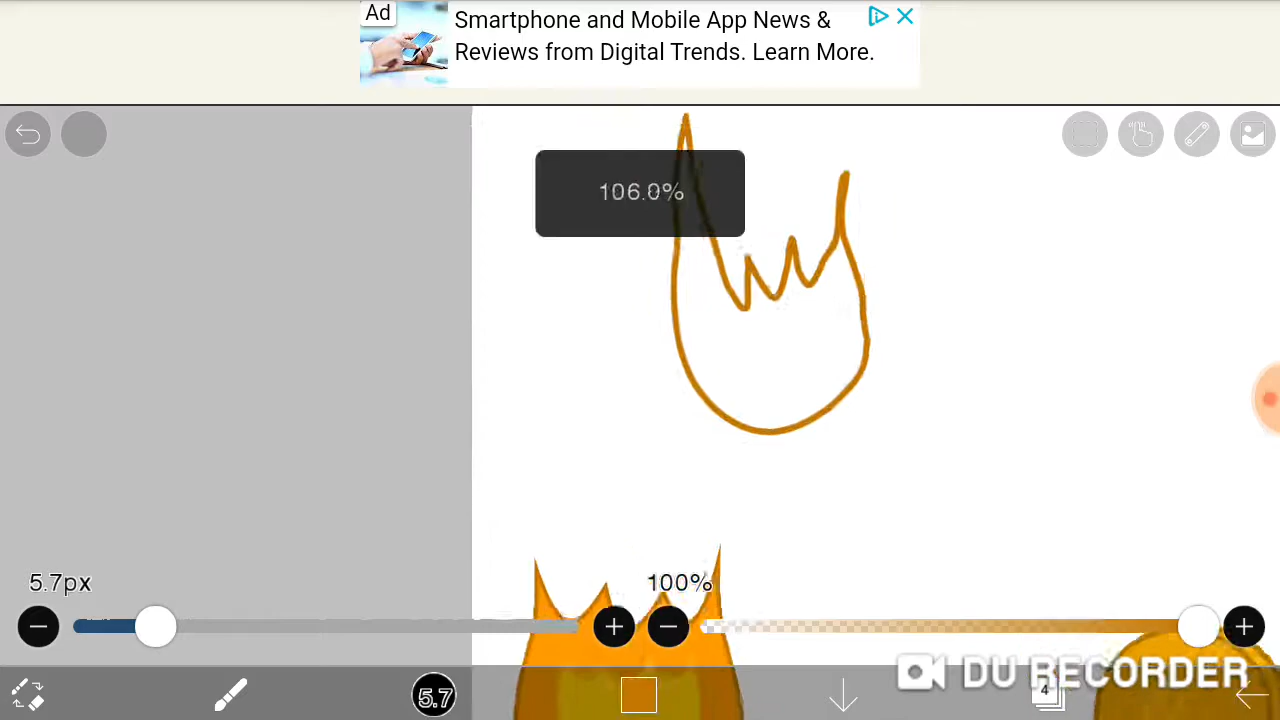 Ad
Smartphone and Mobile App News &
Reviews from Digital Trends. Learn More.
106.0%
5.7px
100%
5.7
4
DU RECORDER